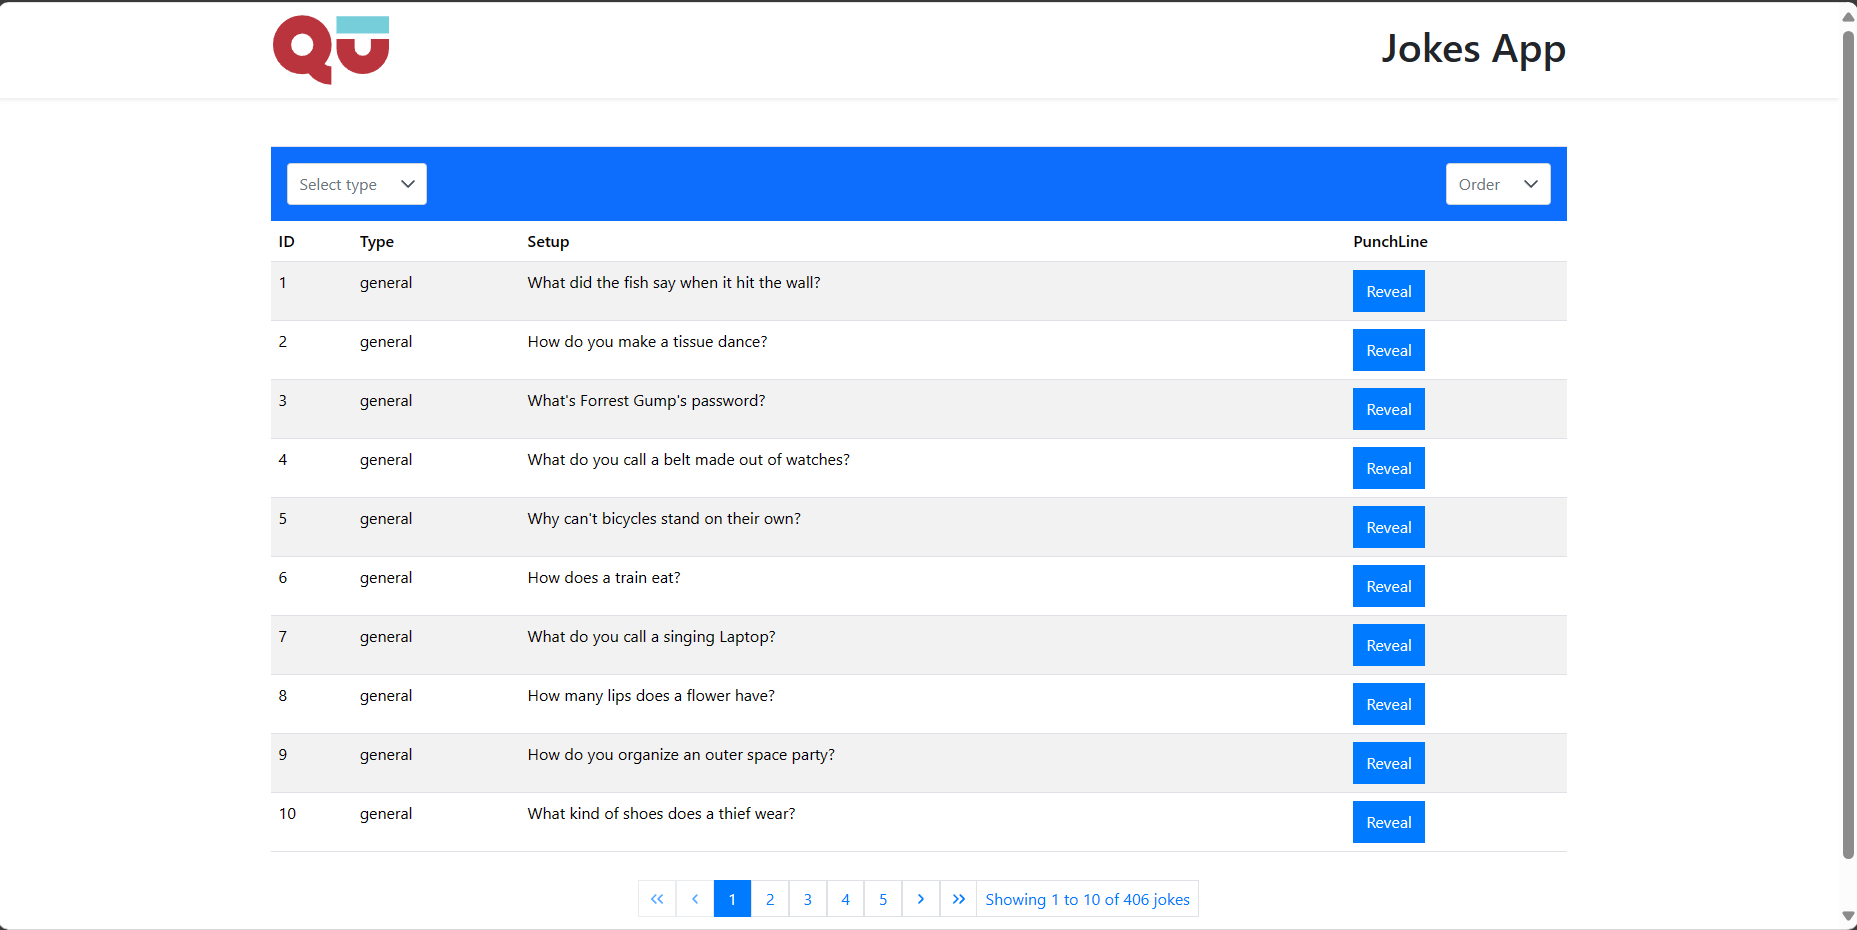 QU
Jokes App
Select type
Order
ID Type Setup PunchLine
1 general What did the fish say when it hit the wall? Reveal
2 general How do you make a tissue dance? Reveal
3 general What's Forrest Gump's password? Reveal
4 general What do you call a belt made out of watches? Reveal
5 general Why can't bicycles stand on their own? Reveal
6 general How does a train eat? Reveal
7 general What do you call a singing Laptop? Reveal
8 general How many lips does a flower have? Reveal
9 general How do you organize an outer space party? Reveal
10 general What kind of shoes does a thief wear? Reveal
« ‹ 1 2 3 4 5 › » Showing 1 to 10 of 406 jokes